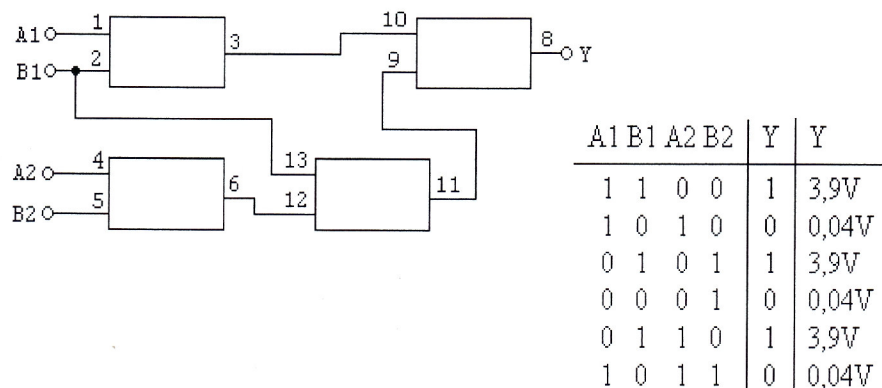 10
A1 1 3 8 Y
B1 2 9
A1 B1 A2 B2 Y Y
A2 4 13
6 11
B2 5 12
1 1 0 0 1 3,9V
1 0 1 0 0 0,04V
0 1 0 1 1 3,9V
0 0 0 1 0 0,04V
0 1 1 0 1 3,9V
1 0 1 1 0 0,04V